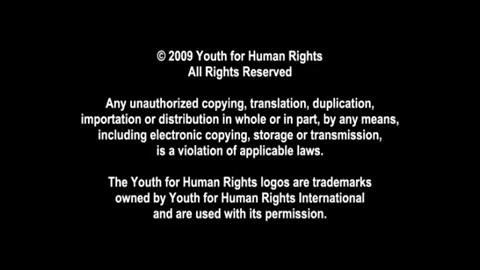 © 2009 Youth for Human Rights
All Rights Reserved
Any unauthorized copying, translation, duplication,
importation or distribution in whole or in part, by any means,
including electronic copying, storage or transmission,
is a violation of applicable laws.
The Youth for Human Rights logos are trademarks
owned by Youth for Human Rights International
and are used with its permission.